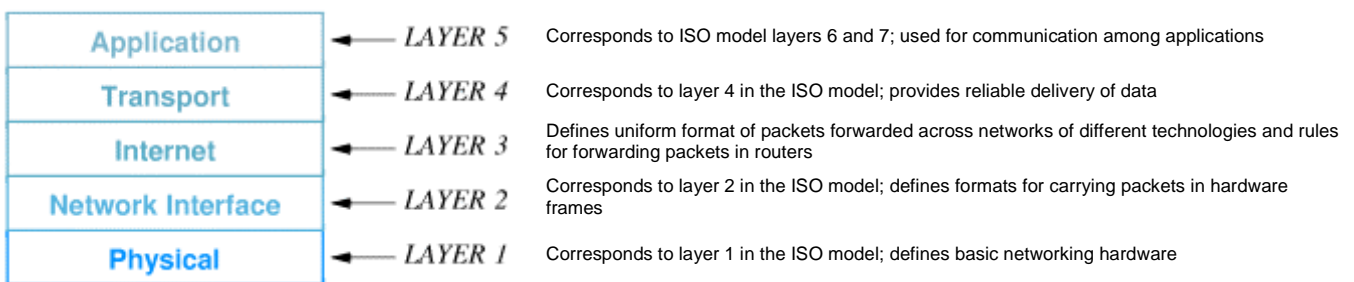 Application LAYER 5 Corresponds to ISO model layers 6 and 7; used for communication among applications
Transport LAYER 4 Corresponds to layer 4 in the ISO model; provides reliable delivery of data
Internet LAYER 3 Defines uniform format of packets forwarded across networks of different technologies and rules
for forwarding packets in routers
Network Interface LAYER 2 Corresponds to layer 2 in the ISO model; defines formats for carrying packets in hardware
frames
Physical LAYER 1 Corresponds to layer 1 in the ISO model; defines basic networking hardware